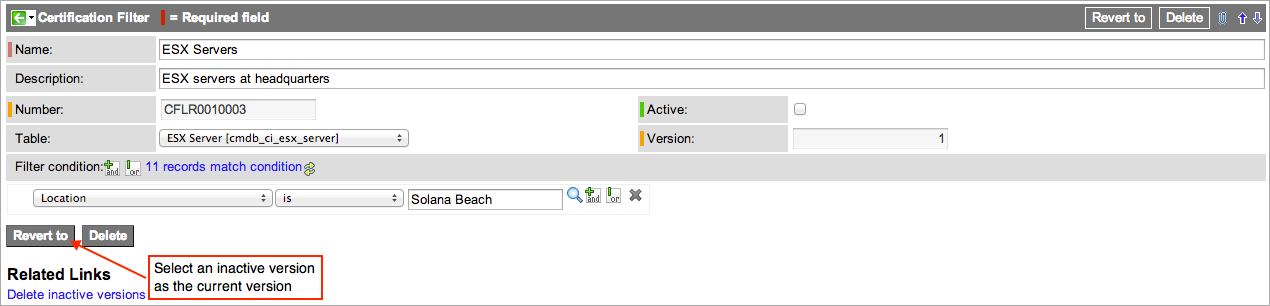 Certification Filter = Required field Revert to Delete
Name: ESX Servers
Description: ESX servers at headquarters
Number: CFLR0010003 Active:
Table: ESX Server [cmdb_ci_esx_server] Version: 1
Filter condition: and or 11 records match condition
Location is Solana Beach and or
Revert to Delete
Select an inactive version
as the current version
Related Links
Delete inactive versions